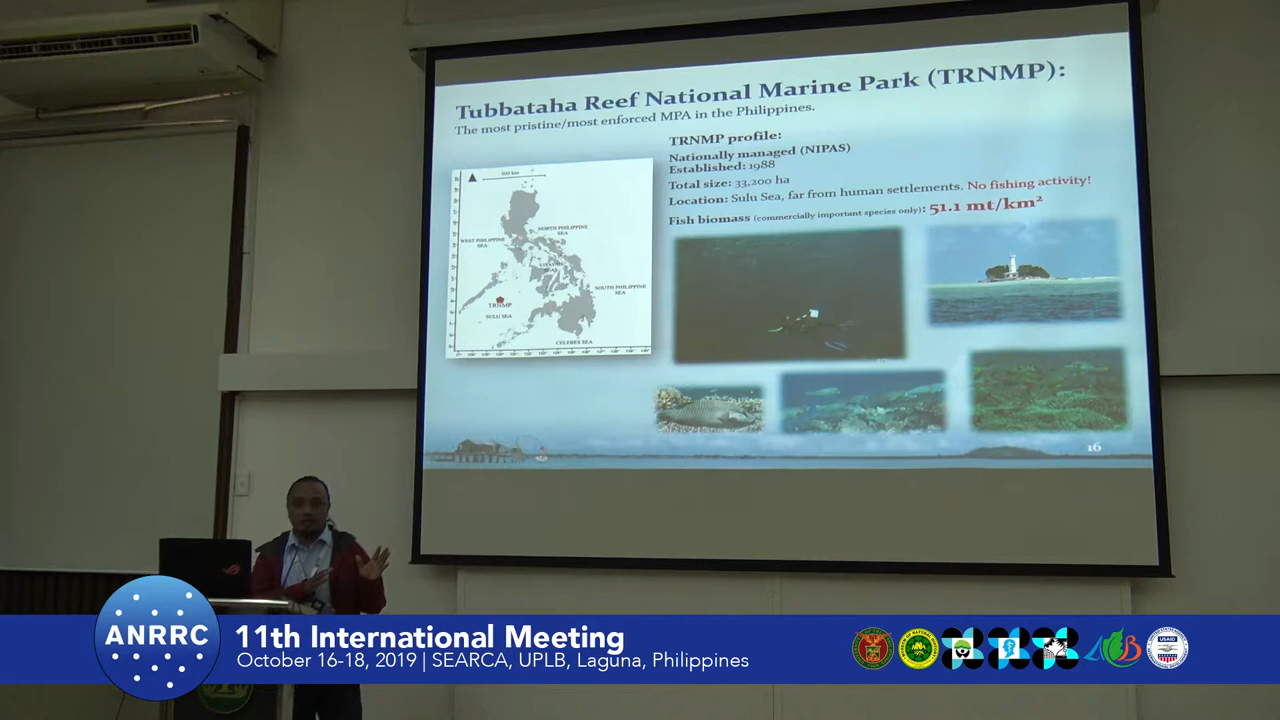 Tubbataha Reef National Marine Park (TRNMP):
The most pristine/most enforced MPA in the Philippines.
TRNMP profile:
Nationally managed (NIPAS)
Established: 1988
Total size: 33,200 ha
Location: Sulu Sea, far from human settlements. No fishing activity!
Fish biomass (commercially important species only): 51.1 mt/km²
WEST PHILIPPINE
SEA
NORTH PHILIPPINE
SEA
SOUTH PHILIPPINE
SEA
TRNMP
SULU SEA
CELEBES SEA
16
ANRRC
11th International Meeting
October 16-18, 2019 | SEARCA, UPLB, Laguna, Philippines
USAID